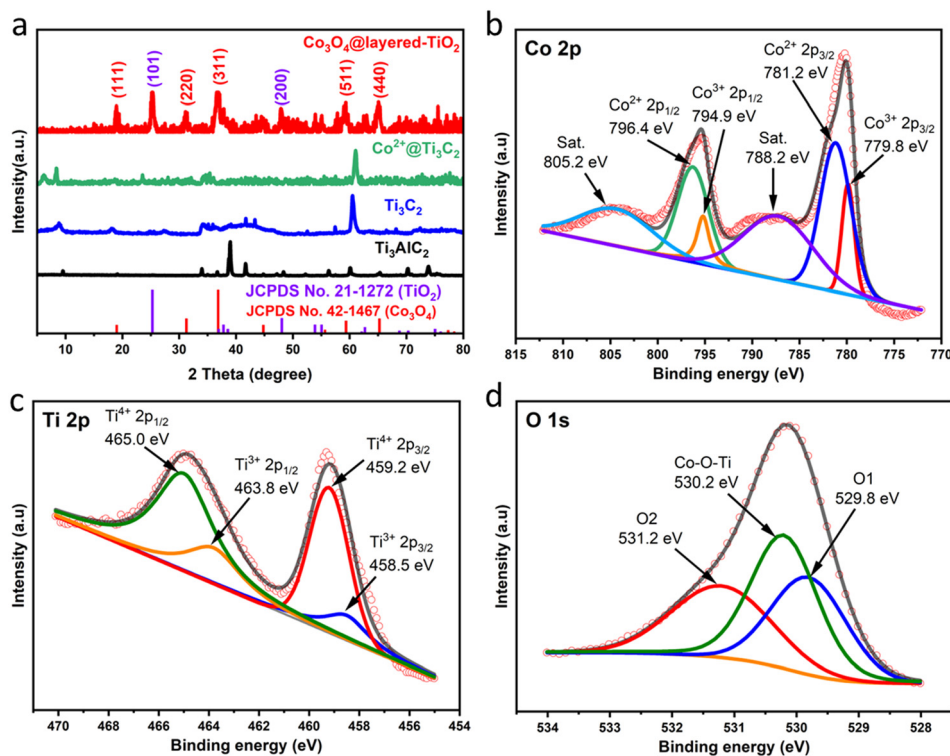 a
Co₃O₄@layered-TiO₂
(111)
(101)
(220)
(311)
(200)
(511)
(440)
Co²⁺@Ti₃C₂
Ti₃C₂
Ti₃AlC₂
JCPDS No. 21-1272 (TiO₂)
JCPDS No. 42-1467 (Co₃O₄)
Intensity(a.u.)
10 20 30 40 50 60 70 80
2 Theta (degree)
b
Co 2p
Co²⁺ 2p₃/₂
781.2 eV
Co²⁺ 2p₁/₂
796.4 eV
Co³⁺ 2p₁/₂
794.9 eV
Co³⁺ 2p₃/₂
779.8 eV
Sat.
805.2 eV
Sat.
788.2 eV
Intensity (a.u)
815 810 805 800 795 790 785 780 775 770
Binding energy (eV)
c
Ti 2p
Ti⁴⁺ 2p₁/₂
465.0 eV
Ti³⁺ 2p₁/₂
463.8 eV
Ti⁴⁺ 2p₃/₂
459.2 eV
Ti³⁺ 2p₃/₂
458.5 eV
Intensity (a.u)
470 468 466 464 462 460 458 456 454
Binding energy (eV)
d
O 1s
Co-O-Ti
530.2 eV
O1
529.8 eV
O2
531.2 eV
Intensity (a.u)
534 533 532 531 530 529 528
Binding energy (eV)